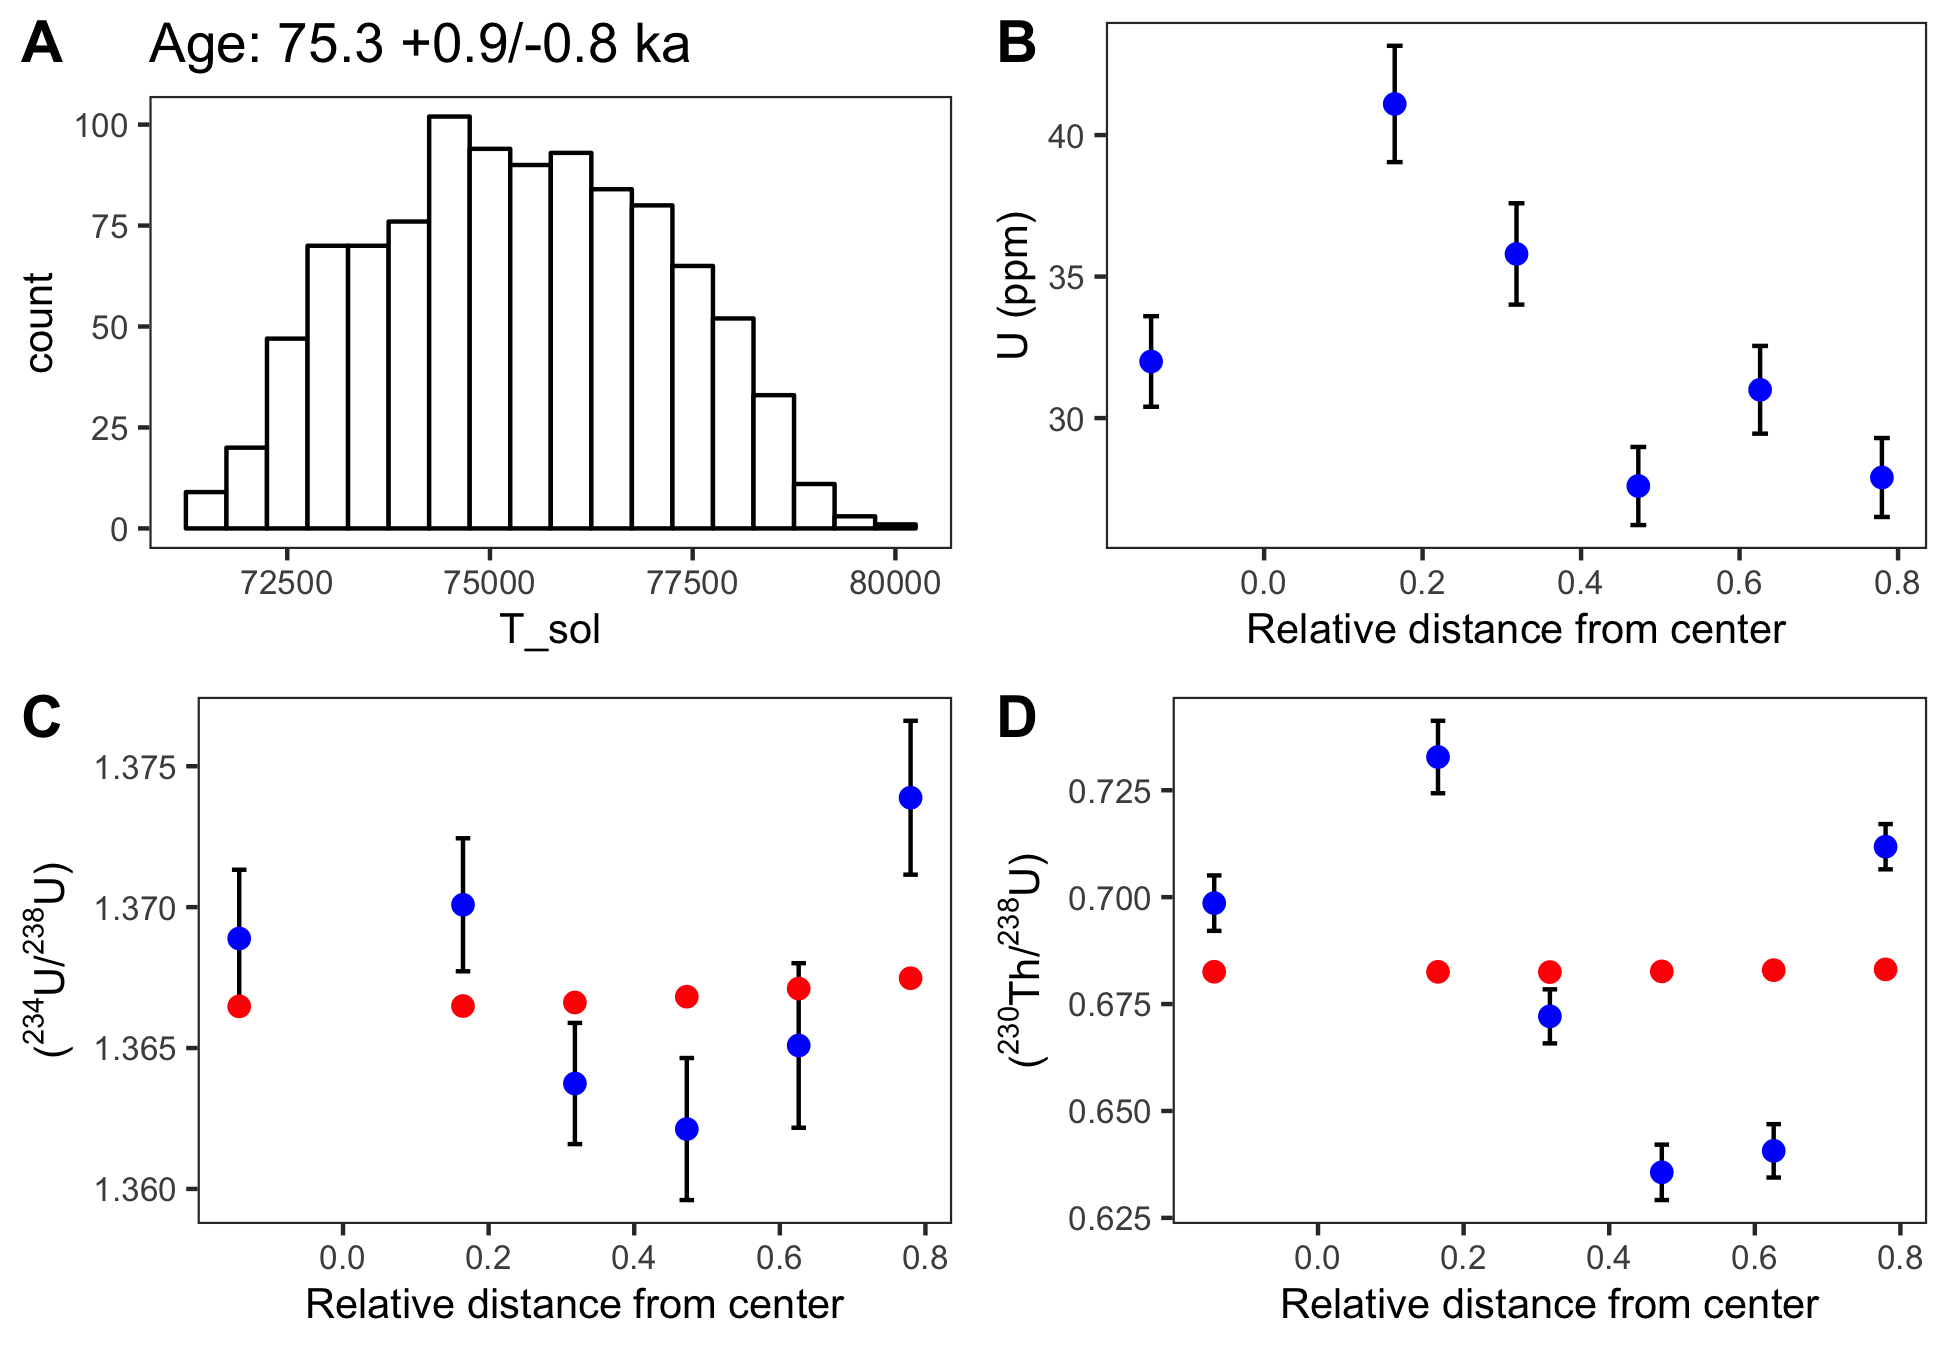 A Age: 75.3 +0.9/-0.8 ka
100
75
50
25
0
count
72500 75000 77500 80000
T_sol
B
40
35
30
U (ppm)
0.0 0.2 0.4 0.6 0.8
Relative distance from center
C
1.375
1.370
1.365
1.360
(²³⁴U/²³⁸U)
0.0 0.2 0.4 0.6 0.8
Relative distance from center
D
0.725
0.700
0.675
0.650
0.625
(²³⁰Th/²³⁸U)
0.0 0.2 0.4 0.6 0.8
Relative distance from center